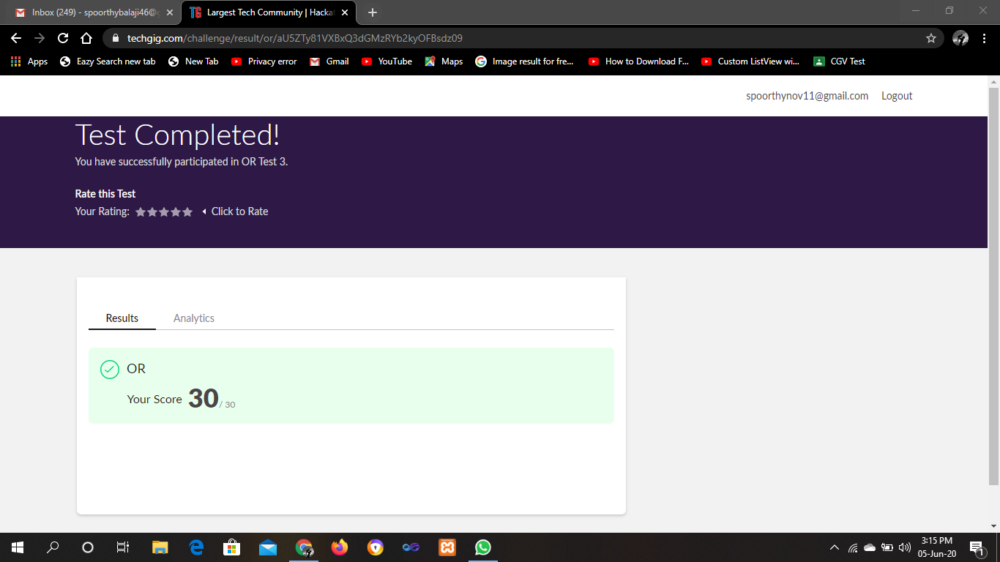 Inbox (249) - spoorthybalaji46@g
Largest Tech Community | Hacka
techgig.com/challenge/result/or/aU5ZTy81VXBxQ3dGMzRYb2kyOFBsdz09
Apps Eazy Search new tab New Tab Privacy error Gmail YouTube Maps Image result for fre... How to Download F... Custom ListView wi... CGV Test
spoorthynov11@gmail.com Logout
Test Completed!
You have successfully participated in OR Test 3.
Rate this Test
Your Rating: Click to Rate
Results Analytics
OR
Your Score 30 / 30
3:15 PM
05-Jun-20
1